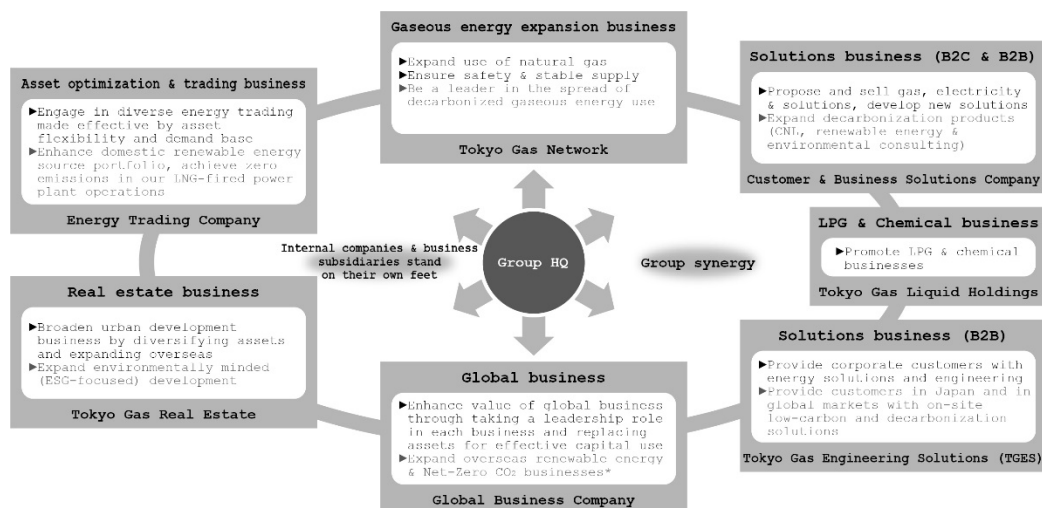 Gaseous energy expansion business
►Expand use of natural gas
►Ensure safety & stable supply
►Be a leader in the spread of
decarbonized gaseous energy use
Tokyo Gas Network
Solutions business (B2C & B2B)
►Propose and sell gas, electricity
& solutions, develop new solutions
►Expand decarbonization products
(CNL, renewable energy &
environmental consulting)
Customer & Business Solutions Company
LPG & Chemical business
►Promote LPG & chemical
businesses
Tokyo Gas Liquid Holdings
Solutions business (B2B)
►Provide corporate customers with
energy solutions and engineering
►Provide customers in Japan and in
global markets with on-site
low-carbon and decarbonization
solutions
Tokyo Gas Engineering Solutions (TGES)
Global business
►Enhance value of global business
through taking a leadership role
in each business and replacing
assets for effective capital use
►Expand overseas renewable energy
& Net-Zero CO₂ businesses*
Global Business Company
Real estate business
►Broaden urban development
business by diversifying assets
and expanding overseas
►Expand environmentally minded
(ESG-focused) development
Tokyo Gas Real Estate
Asset optimization & trading business
►Engage in diverse energy trading
made effective by asset
flexibility and demand base
►Enhance domestic renewable energy
source portfolio, achieve zero
emissions in our LNG-fired power
plant operations
Energy Trading Company
Internal companies & business
subsidiaries stand
on their own feet
Group HQ
Group synergy